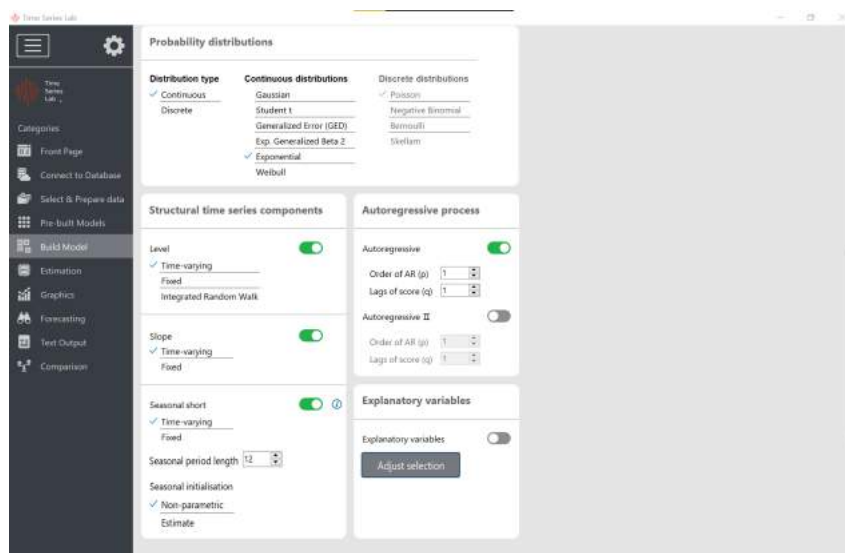 Time Series Lab
Time
Series
Lab
Categories
Front Page
Connect to Database
Select & Prepare data
Pre-built Models
Build Model
Estimation
Graphics
Forecasting
Text Output
Comparison
Probability distributions
Distribution type
Continuous
Discrete
Continuous distributions
Gaussian
Student t
Generalized Error (GED)
Exp. Generalized Beta 2
Exponential
Weibull
Discrete distributions
Poisson
Negative Binomial
Bernoulli
Skellam
Structural time series components
Level
Time-varying
Fixed
Integrated Random Walk
Slope
Time-varying
Fixed
Seasonal short
Time-varying
Fixed
Seasonal period length 12
Seasonal initialisation
Non-parametric
Estimate
Autoregressive process
Autoregressive
Order of AR (p) 1
Lags of score (q) 1
Autoregressive II
Order of AR (p) 1
Lags of score (q) 1
Explanatory variables
Explanatory variables
Adjust selection